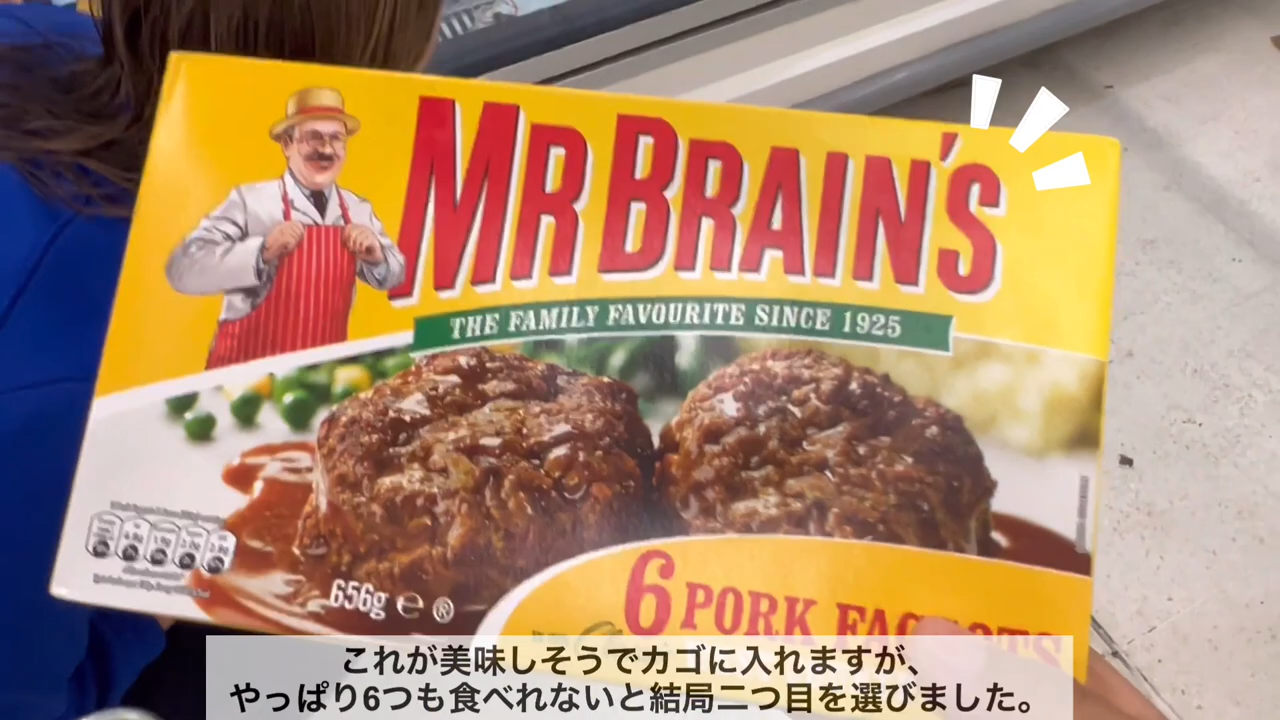 MR BRAIN'S
THE FAMILY FAVOURITE SINCE 1925
656g e ®
6 PORK FAGGOTS
これが美味しそうでカゴに入れますが、
やっぱり6つも食べれないと結局二つ目を選びました。